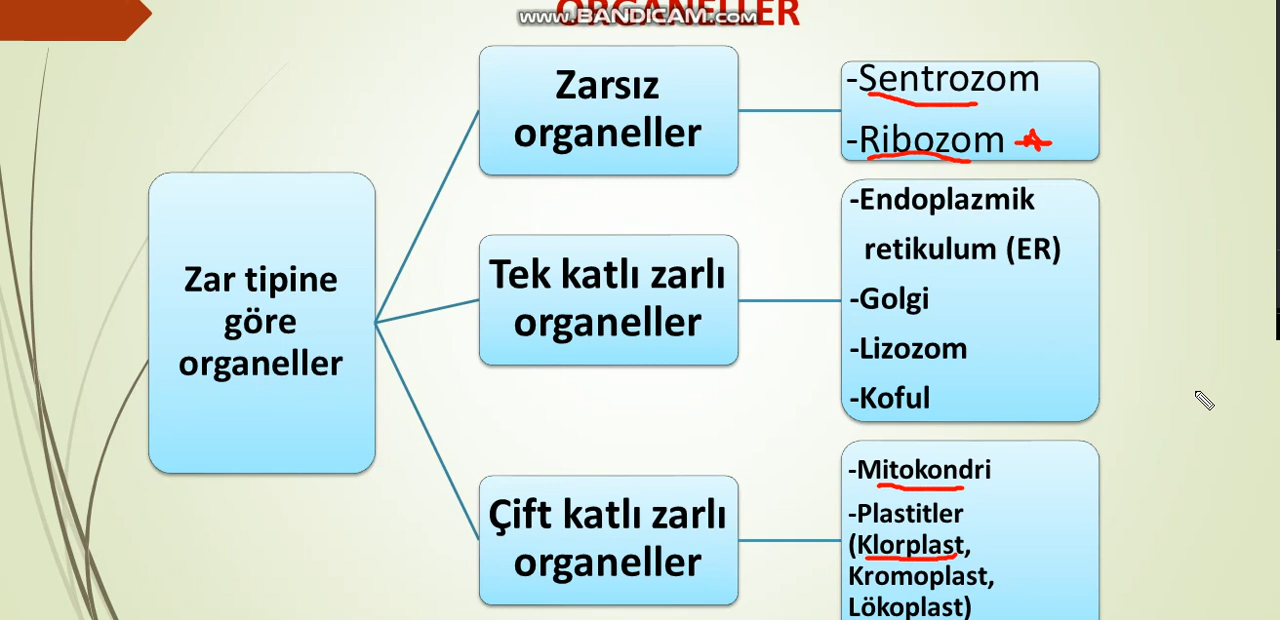 ORGANELLER
www.BANDICAM.com
Zar tipine
göre
organeller
Zarsız
organeller
-Sentrozom
-Ribozom
Tek katlı zarlı
organeller
-Endoplazmik
retikulum (ER)
-Golgi
-Lizozom
-Koful
Çift katlı zarlı
organeller
-Mitokondri
-Plastitler
(Klorplast,
Kromoplast,
Lökoplast)